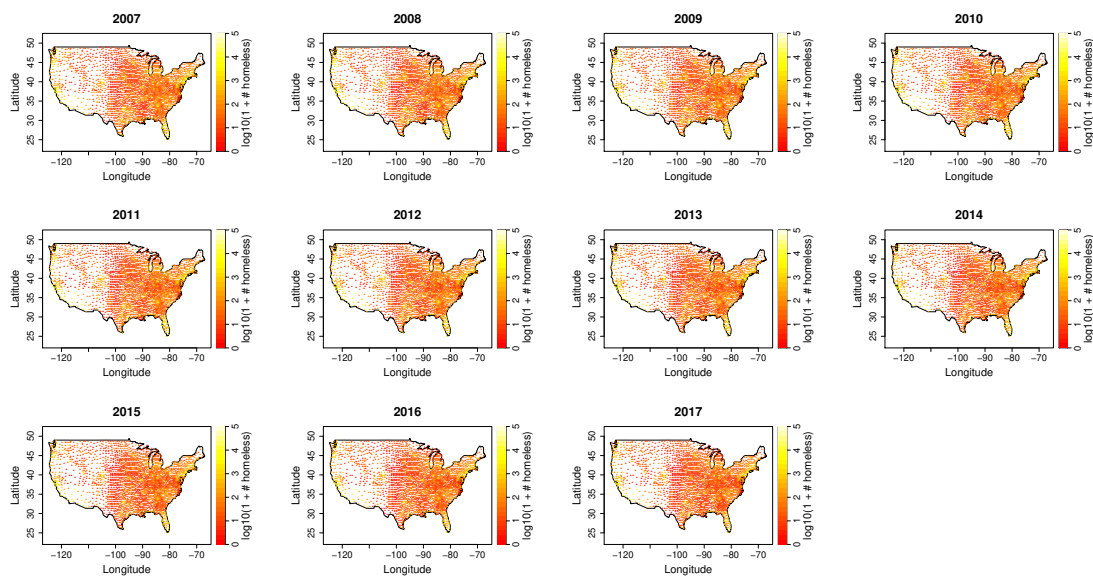 2007 2008 2009 2010
Latitude 25 30 35 40 45 50 0 1 2 3 4 5 log10(1 + # homeless) Latitude 25 30 35 40 45 50 0 1 2 3 4 5 log10(1 + # homeless) Latitude 25 30 35 40 45 50 0 1 2 3 4 5 log10(1 + # homeless) Latitude 25 30 35 40 45 50 0 1 2 3 4 5 log10(1 + # homeless)
−120 −100 −90 −80 −70 −120 −100 −90 −80 −70 −120 −100 −90 −80 −70 −120 −100 −90 −80 −70
Longitude Longitude Longitude Longitude
2011 2012 2013 2014
Latitude 25 30 35 40 45 50 0 1 2 3 4 5 log10(1 + # homeless) Latitude 25 30 35 40 45 50 0 1 2 3 4 5 log10(1 + # homeless) Latitude 25 30 35 40 45 50 0 1 2 3 4 5 log10(1 + # homeless) Latitude 25 30 35 40 45 50 0 1 2 3 4 5 log10(1 + # homeless)
−120 −100 −90 −80 −70 −120 −100 −90 −80 −70 −120 −100 −90 −80 −70 −120 −100 −90 −80 −70
Longitude Longitude Longitude Longitude
2015 2016 2017
Latitude 25 30 35 40 45 50 0 1 2 3 4 5 log10(1 + # homeless) Latitude 25 30 35 40 45 50 0 1 2 3 4 5 log10(1 + # homeless) Latitude 25 30 35 40 45 50 0 1 2 3 4 5 log10(1 + # homeless)
−120 −100 −90 −80 −70 −120 −100 −90 −80 −70 −120 −100 −90 −80 −70
Longitude Longitude Longitude